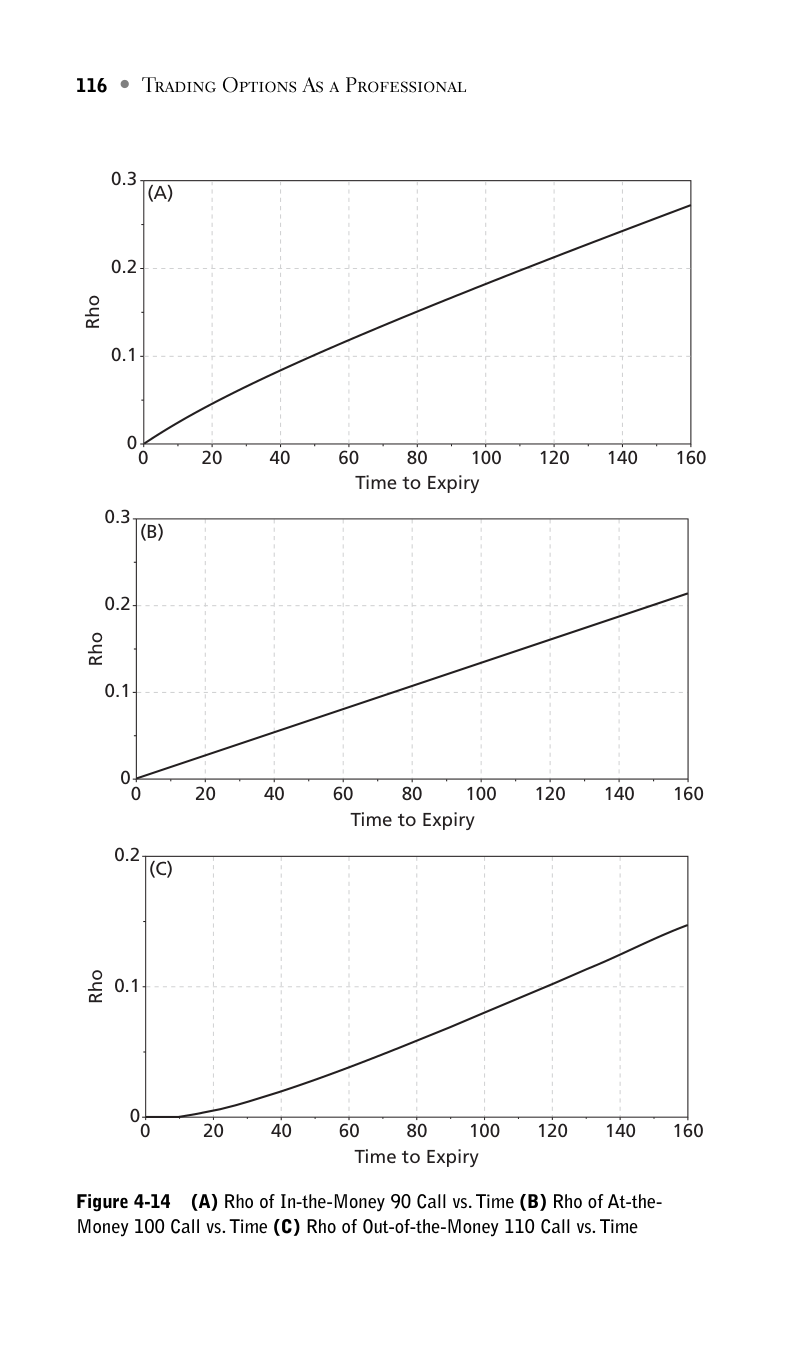 116 • TRADING OPTIONS AS A PROFESSIONAL
(A)
0.3
0.2
0.1
0
Rho
0 20 40 60 80 100 120 140 160
Time to Expiry
(B)
0.3
0.2
0.1
0
Rho
0 20 40 60 80 100 120 140 160
Time to Expiry
(C)
0.2
0.1
0
Rho
0 20 40 60 80 100 120 140 160
Time to Expiry
Figure 4-14 (A) Rho of In-the-Money 90 Call vs. Time (B) Rho of At-the-
Money 100 Call vs. Time (C) Rho of Out-of-the-Money 110 Call vs. Time